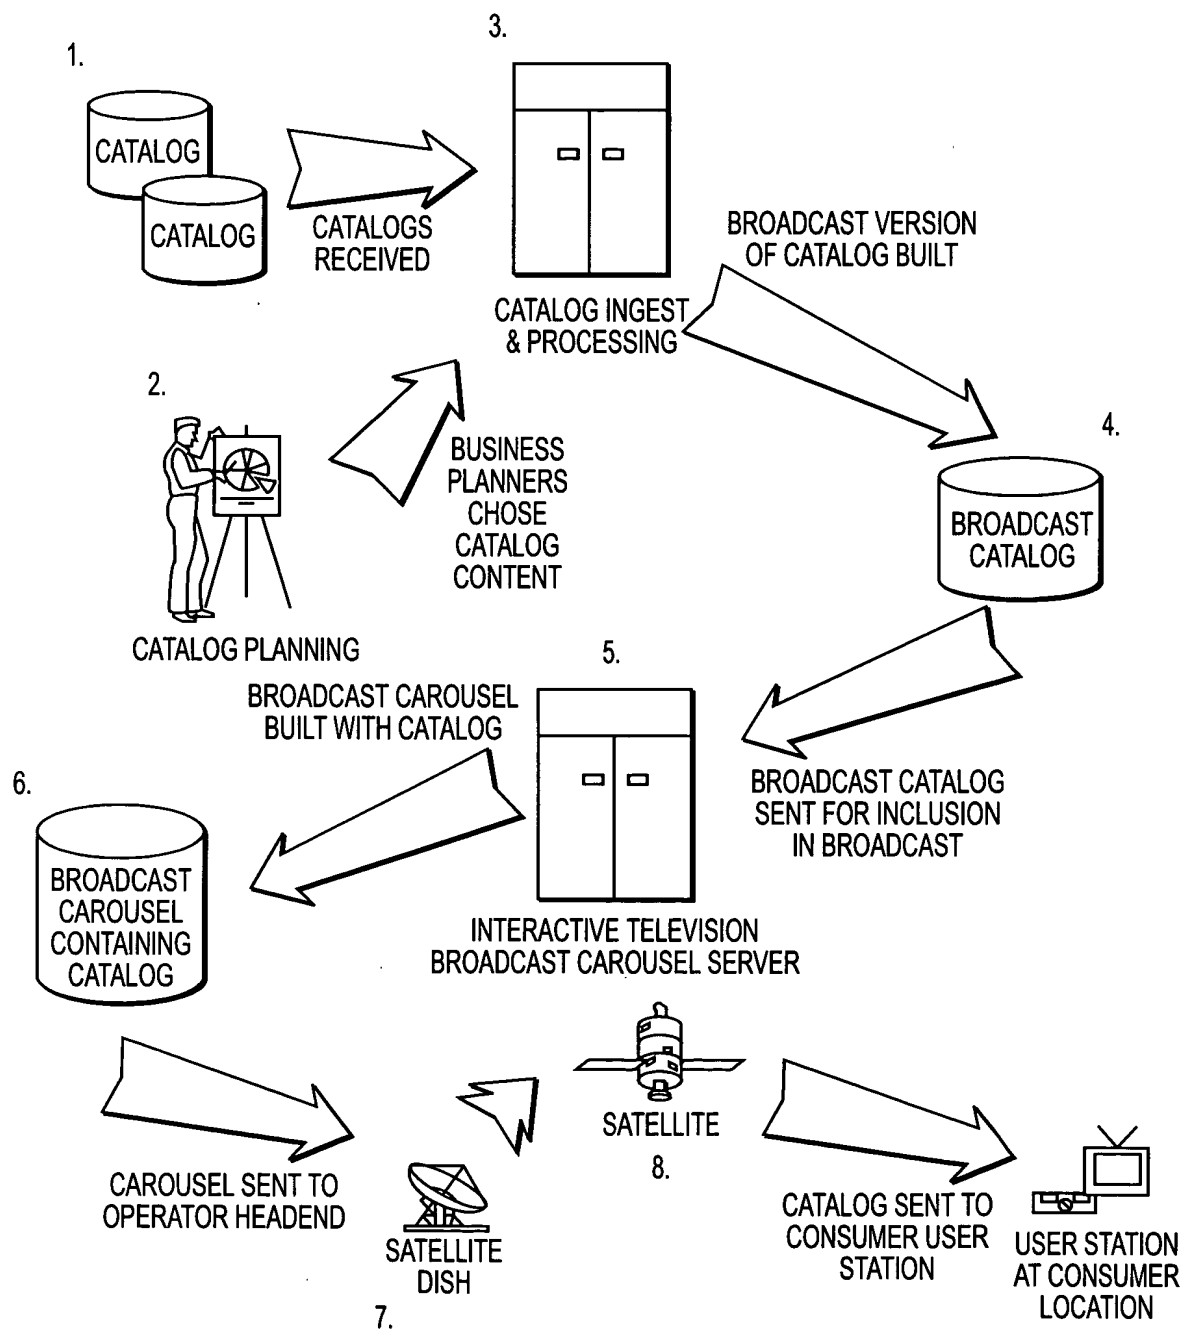 1.
CATALOG
CATALOG
CATALOGS
RECEIVED
3.
CATALOG INGEST
& PROCESSING
2.
CATALOG PLANNING
BUSINESS
PLANNERS
CHOSE
CATALOG
CONTENT
BROADCAST VERSION
OF CATALOG BUILT
4.
BROADCAST
CATALOG
BROADCAST CATALOG
SENT FOR INCLUSION
IN BROADCAST
5.
INTERACTIVE TELEVISION
BROADCAST CAROUSEL SERVER
BROADCAST CAROUSEL
BUILT WITH CATALOG
6.
BROADCAST
CAROUSEL
CONTAINING
CATALOG
CAROUSEL SENT TO
OPERATOR HEADEND
SATELLITE
DISH
7.
SATELLITE
8.
CATALOG SENT TO
CONSUMER USER
STATION
USER STATION
AT CONSUMER
LOCATION